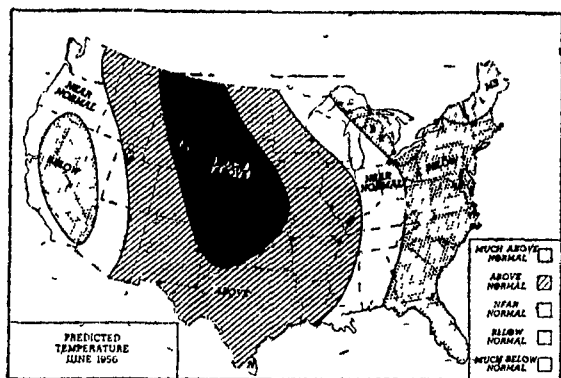 NEAR
NORMAL
BELOW
ABOVE
NEAR
NORMAL
BELOW
MUCH ABOVE
NORMAL
ABOVE
NORMAL
NEAR
NORMAL
BELOW
NORMAL
MUCH BELOW
NORMAL
PREDICTED
TEMPERATURE
JUNE 1956